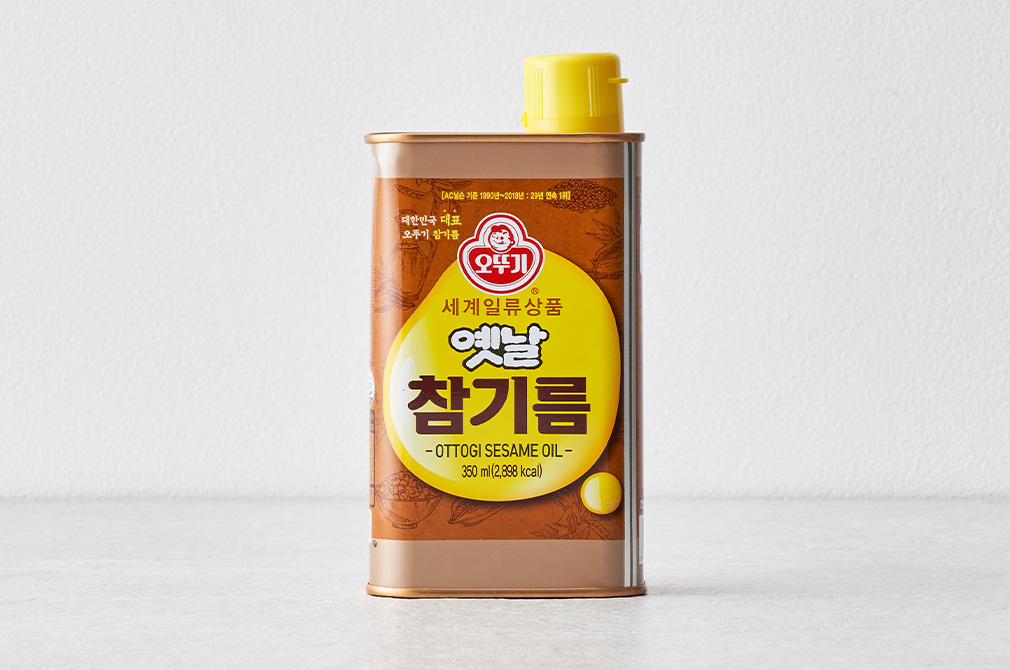 [AC닐슨 기준 1990년~2018년 : 29년 연속 1위]
대한민국 대표
오뚜기 참기름
오뚜기
®
세계일류상품
옛날
참기름
- OTTOGI SESAME OIL -
350 ml(2,898 kcal)